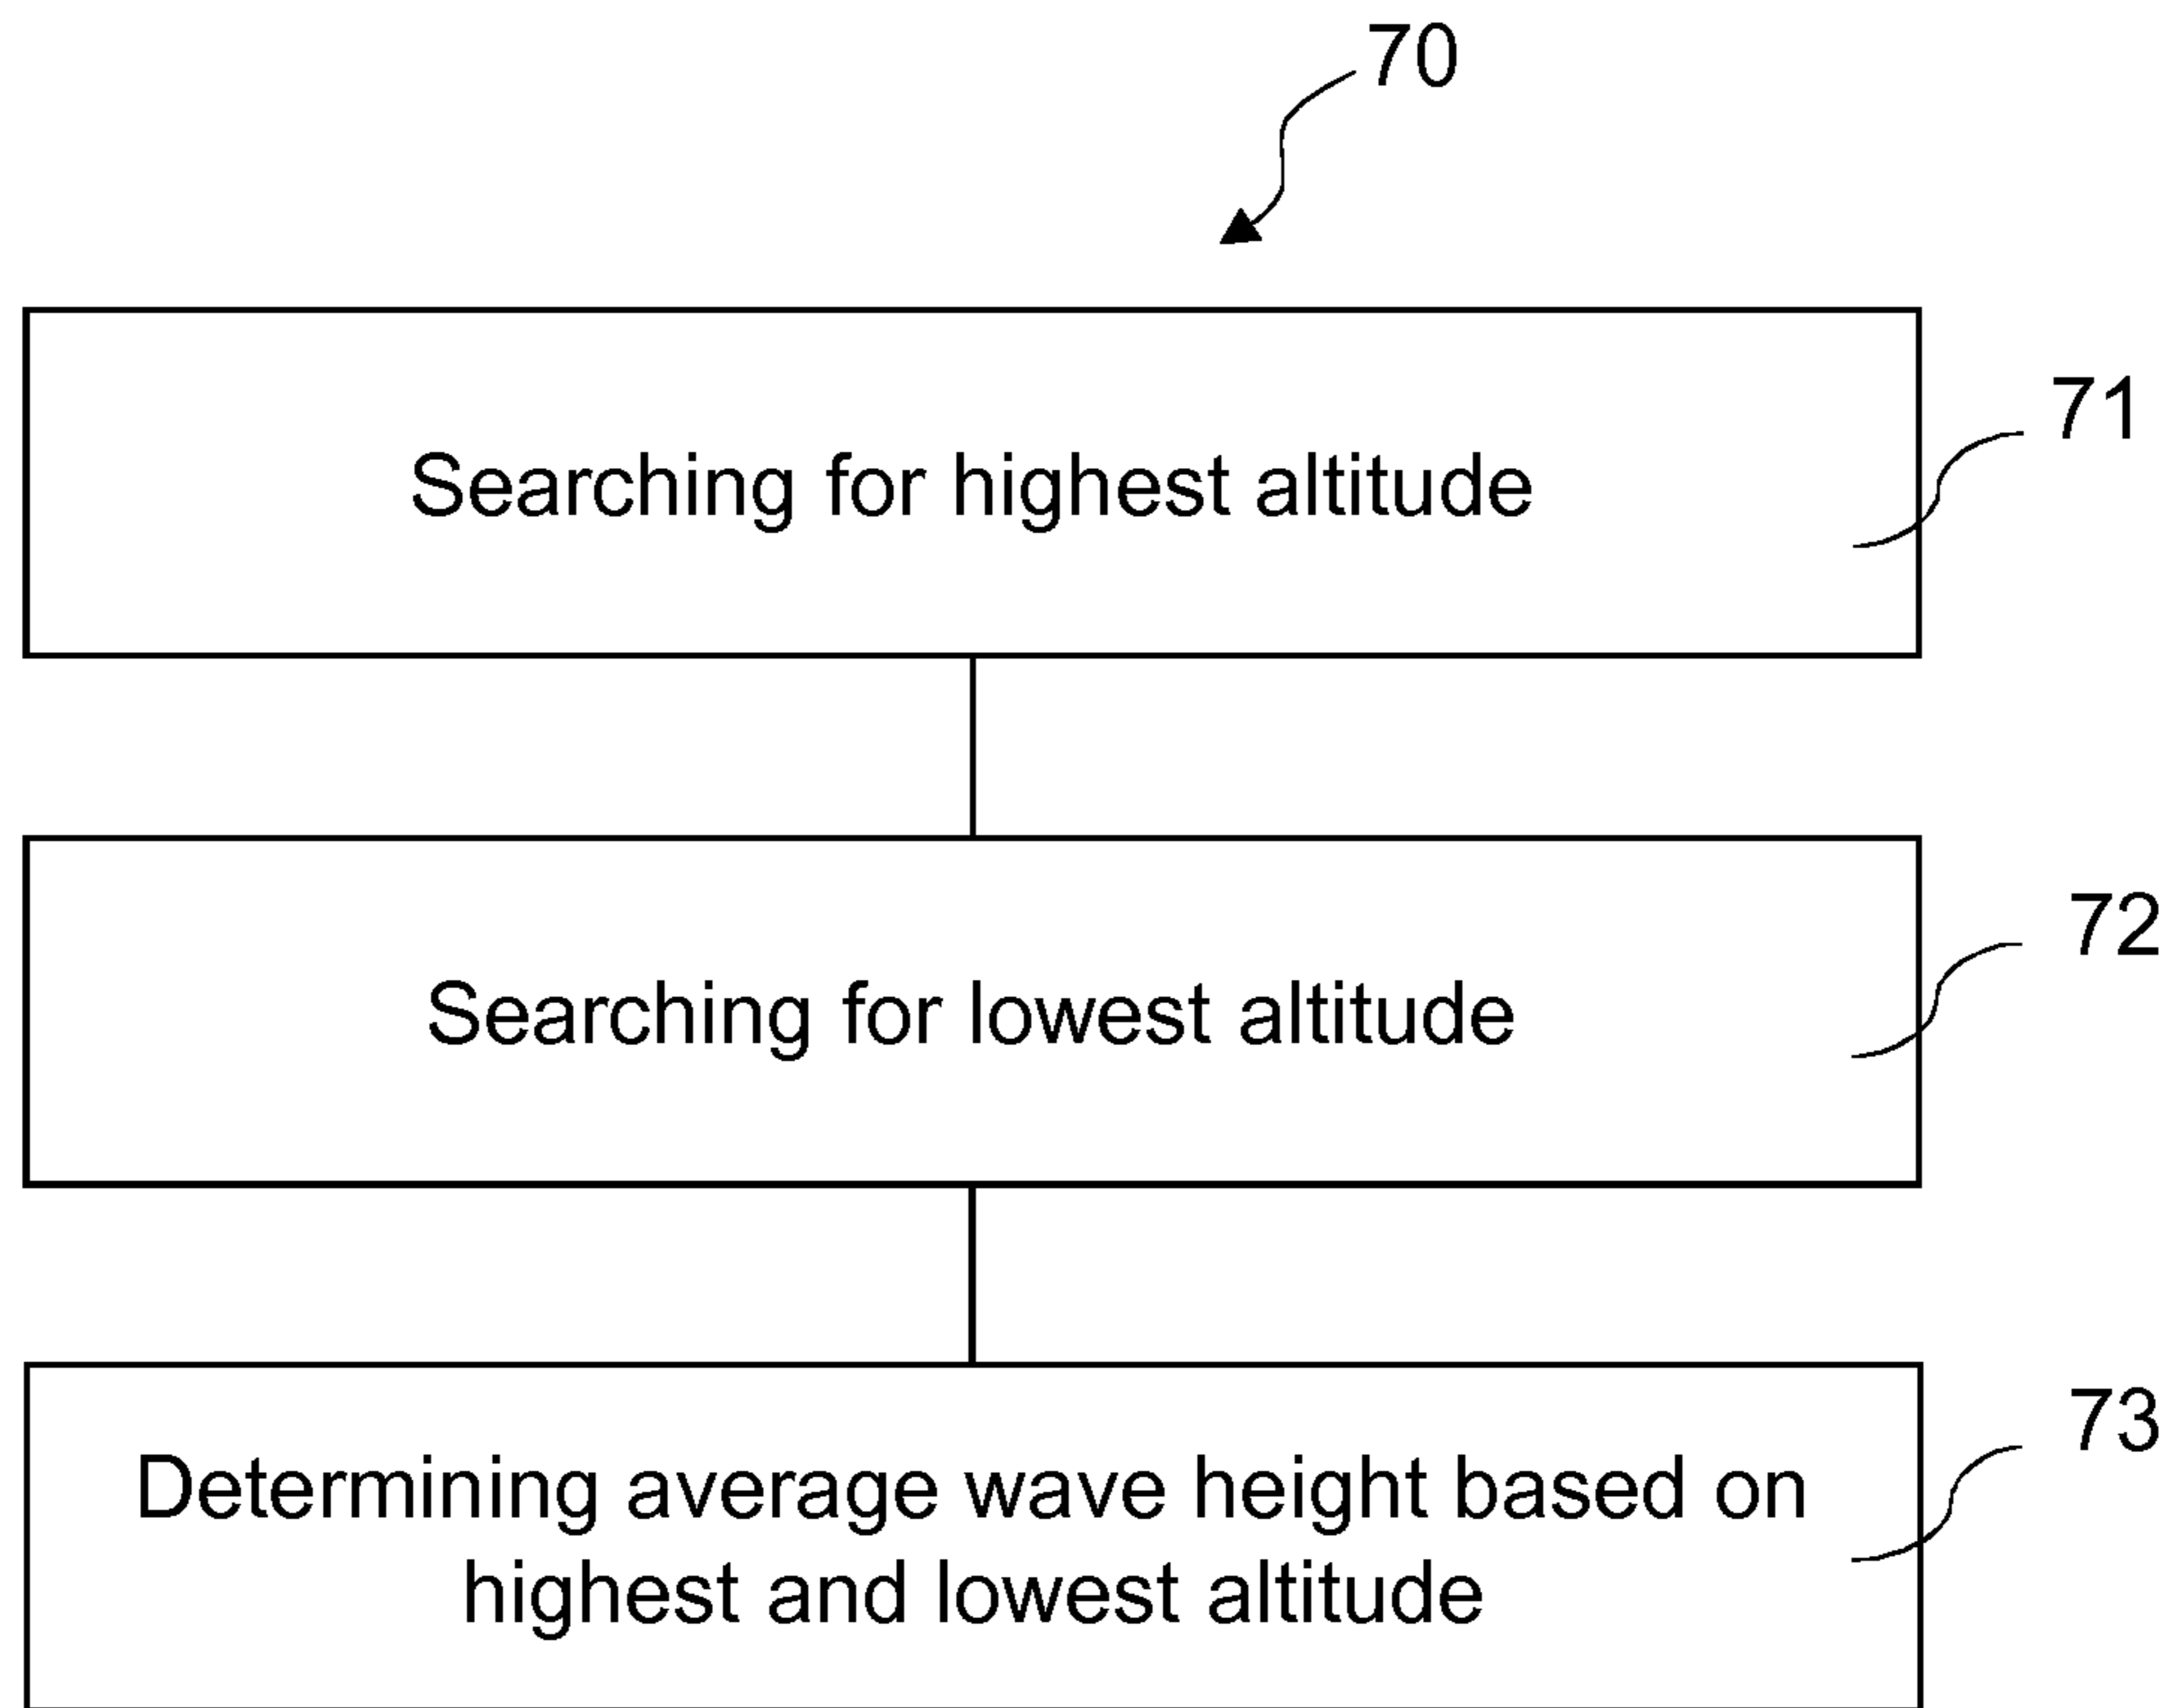 70
71
Searching for highest altitude
72
Searching for lowest altitude
73
Determining average wave height based on
highest and lowest altitude